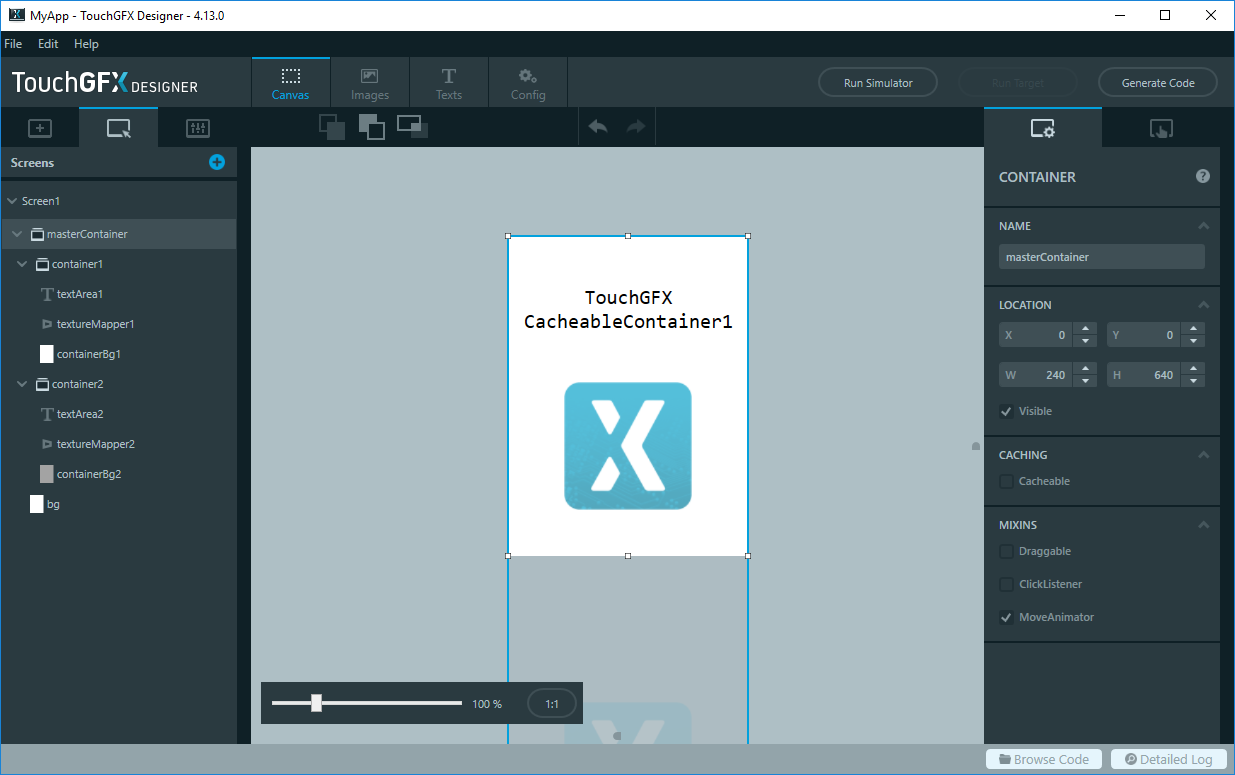 MyApp - TouchGFX Designer - 4.13.0
File Edit Help
TouchGFX DESIGNER
Canvas
Images
Texts
Config
Run Simulator
Run Target
Generate Code
Screens
Screen1
masterContainer
container1
textArea1
textureMapper1
containerBg1
container2
textArea2
textureMapper2
containerBg2
bg
TouchGFX
CacheableContainer1
100 %
1:1
CONTAINER
NAME
masterContainer
LOCATION
X 0 Y 0
W 240 H 640
Visible
CACHING
Cacheable
MIXINS
Draggable
ClickListener
MoveAnimator
Browse Code
Detailed Log